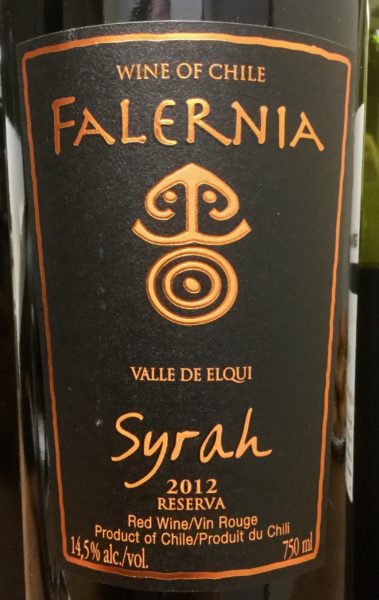 WINE OF CHILE
FALERNIA
VALLE DE ELQUI
Syrah
2012
RESERVA
Red Wine/Vin Rouge
Product of Chile/Produit du Chili
14,5% alc./vol. 750 ml